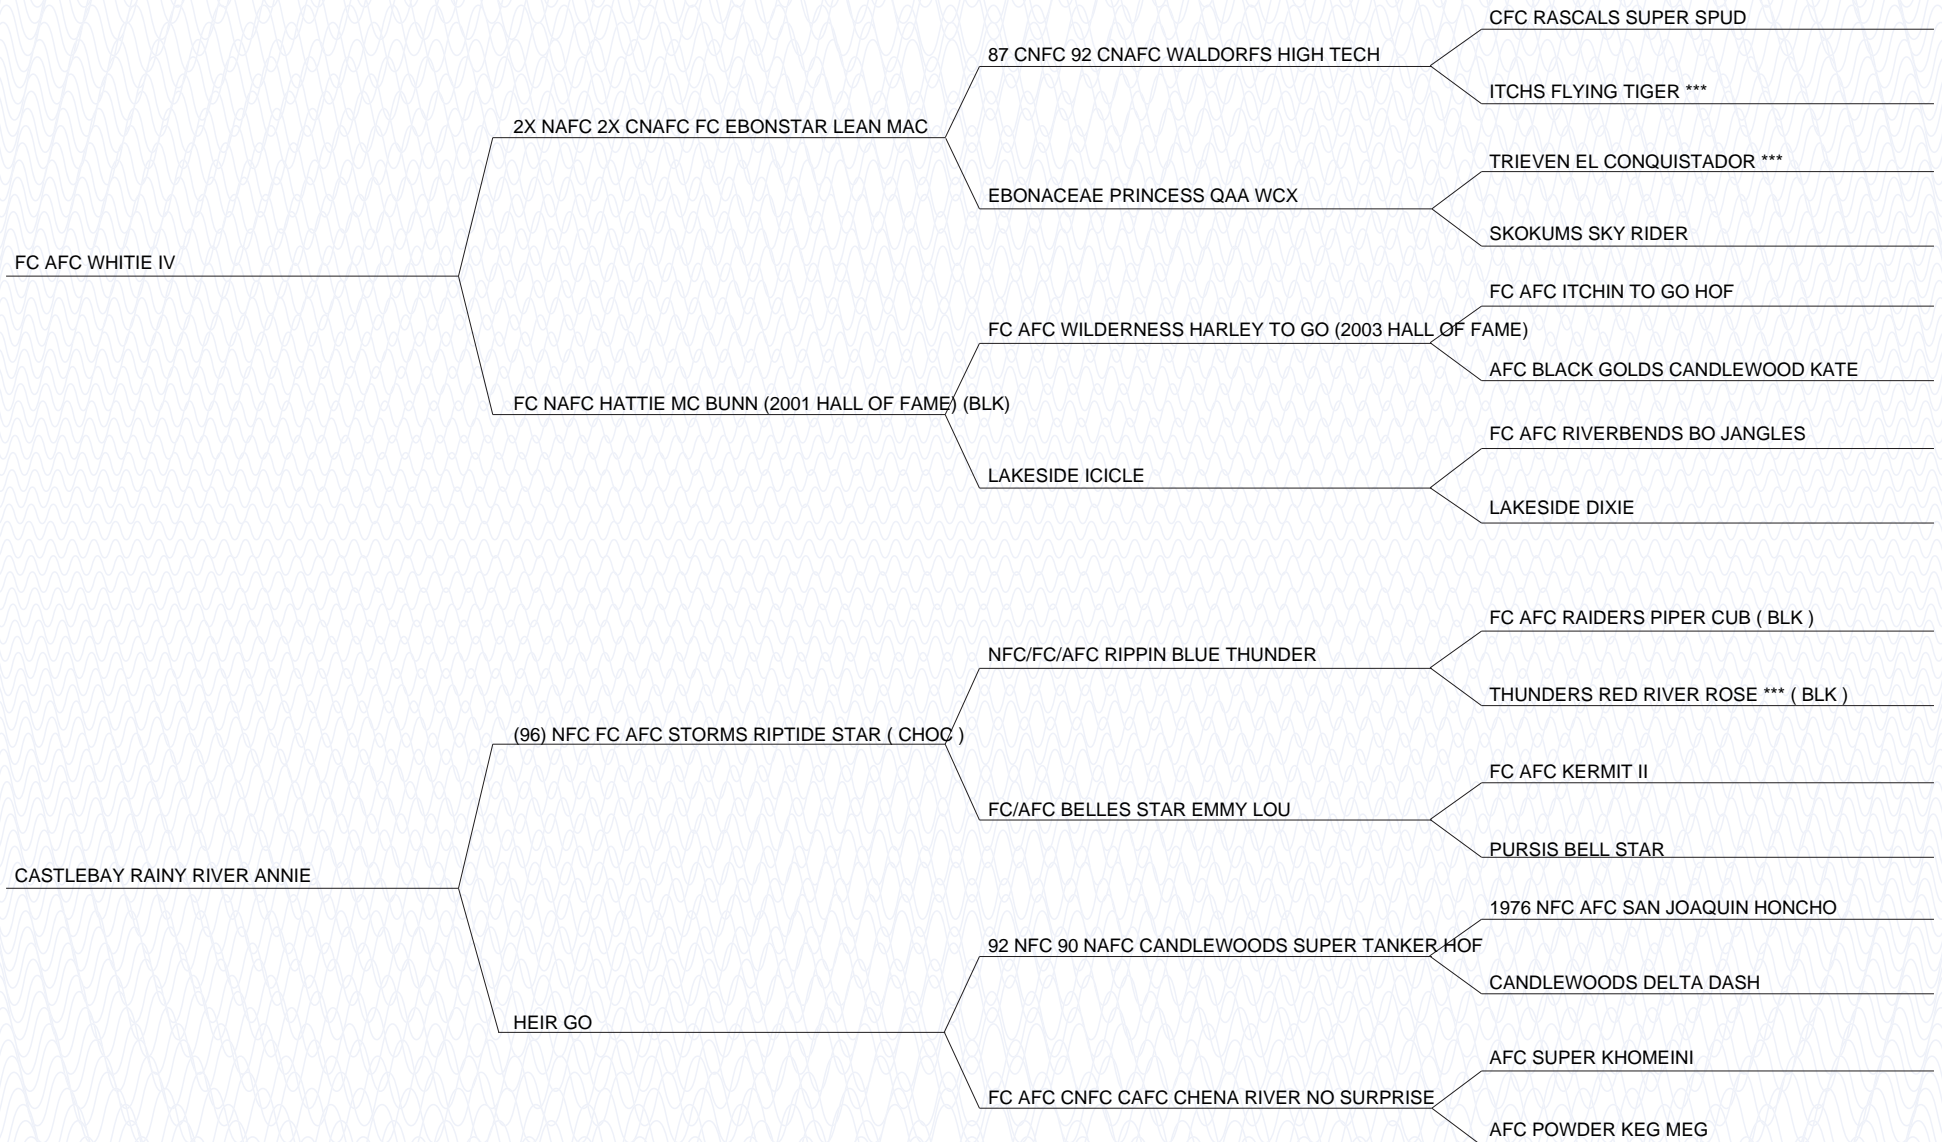 CFC RASCALS SUPER SPUD
87 CNFC 92 CNAFC WALDORFS HIGH TECH
ITCHS FLYING TIGER ***
2X NAFC 2X CNAFC FC EBONSTAR LEAN MAC
TRIEVEN EL CONQUISTADOR ***
EBONACEAE PRINCESS QAA WCX
SKOKUMS SKY RIDER
FC AFC WHITIE IV
FC AFC ITCHIN TO GO HOF
FC AFC WILDERNESS HARLEY TO GO (2003 HALL OF FAME)
AFC BLACK GOLDS CANDLEWOOD KATE
FC NAFC HATTIE MC BUNN (2001 HALL OF FAME) (BLK)
FC AFC RIVERBENDS BO JANGLES
LAKESIDE ICICLE
LAKESIDE DIXIE
FC AFC RAIDERS PIPER CUB ( BLK )
NFC/FC/AFC RIPPIN BLUE THUNDER
THUNDERS RED RIVER ROSE *** ( BLK )
(96) NFC FC AFC STORMS RIPTIDE STAR ( CHOC )
FC AFC KERMIT II
FC/AFC BELLES STAR EMMY LOU
PURSIS BELL STAR
CASTLEBAY RAINY RIVER ANNIE
1976 NFC AFC SAN JOAQUIN HONCHO
92 NFC 90 NAFC CANDLEWOODS SUPER TANKER HOF
CANDLEWOODS DELTA DASH
HEIR GO
AFC SUPER KHOMEINI
FC AFC CNFC CAFC CHENA RIVER NO SURPRISE
AFC POWDER KEG MEG